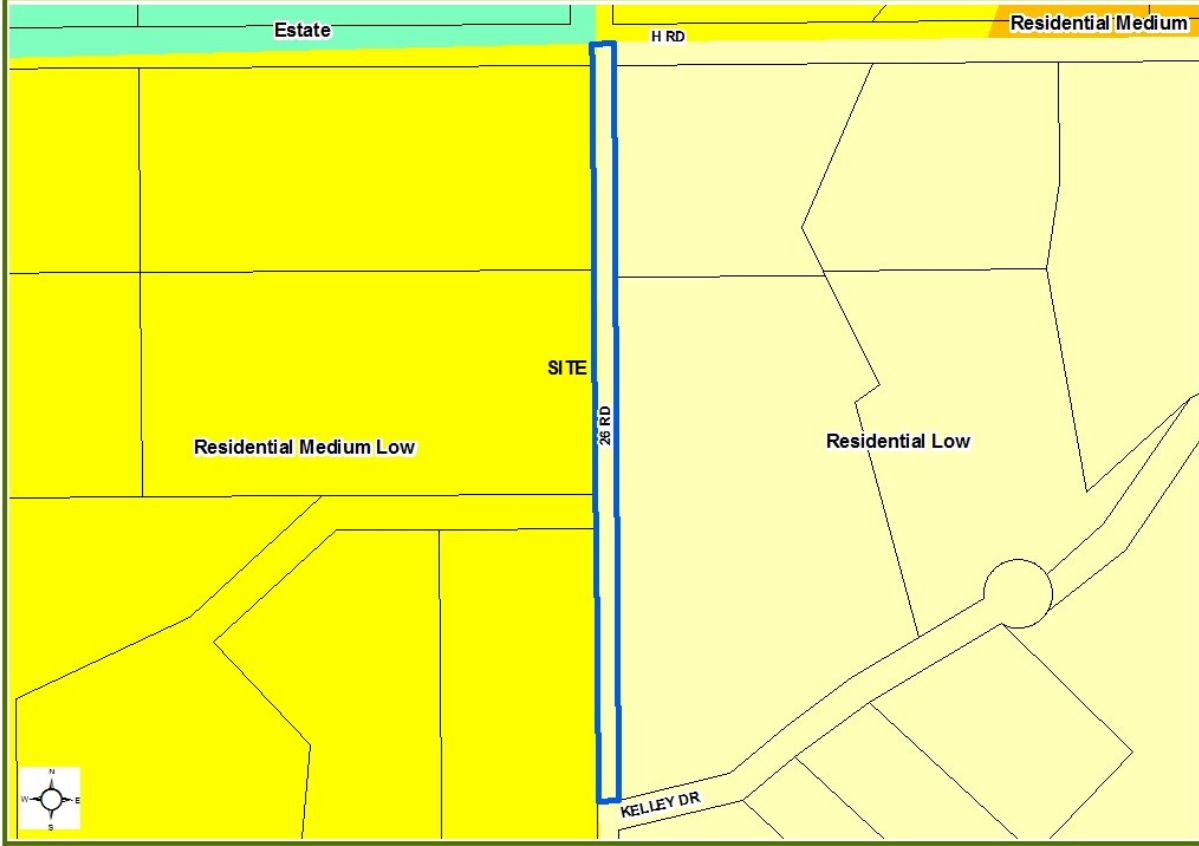 Residential Medium
Estate
H RD
SITE
26 RD
Residential Medium Low
Residential Low
N
W
E
S
KELLEY DR